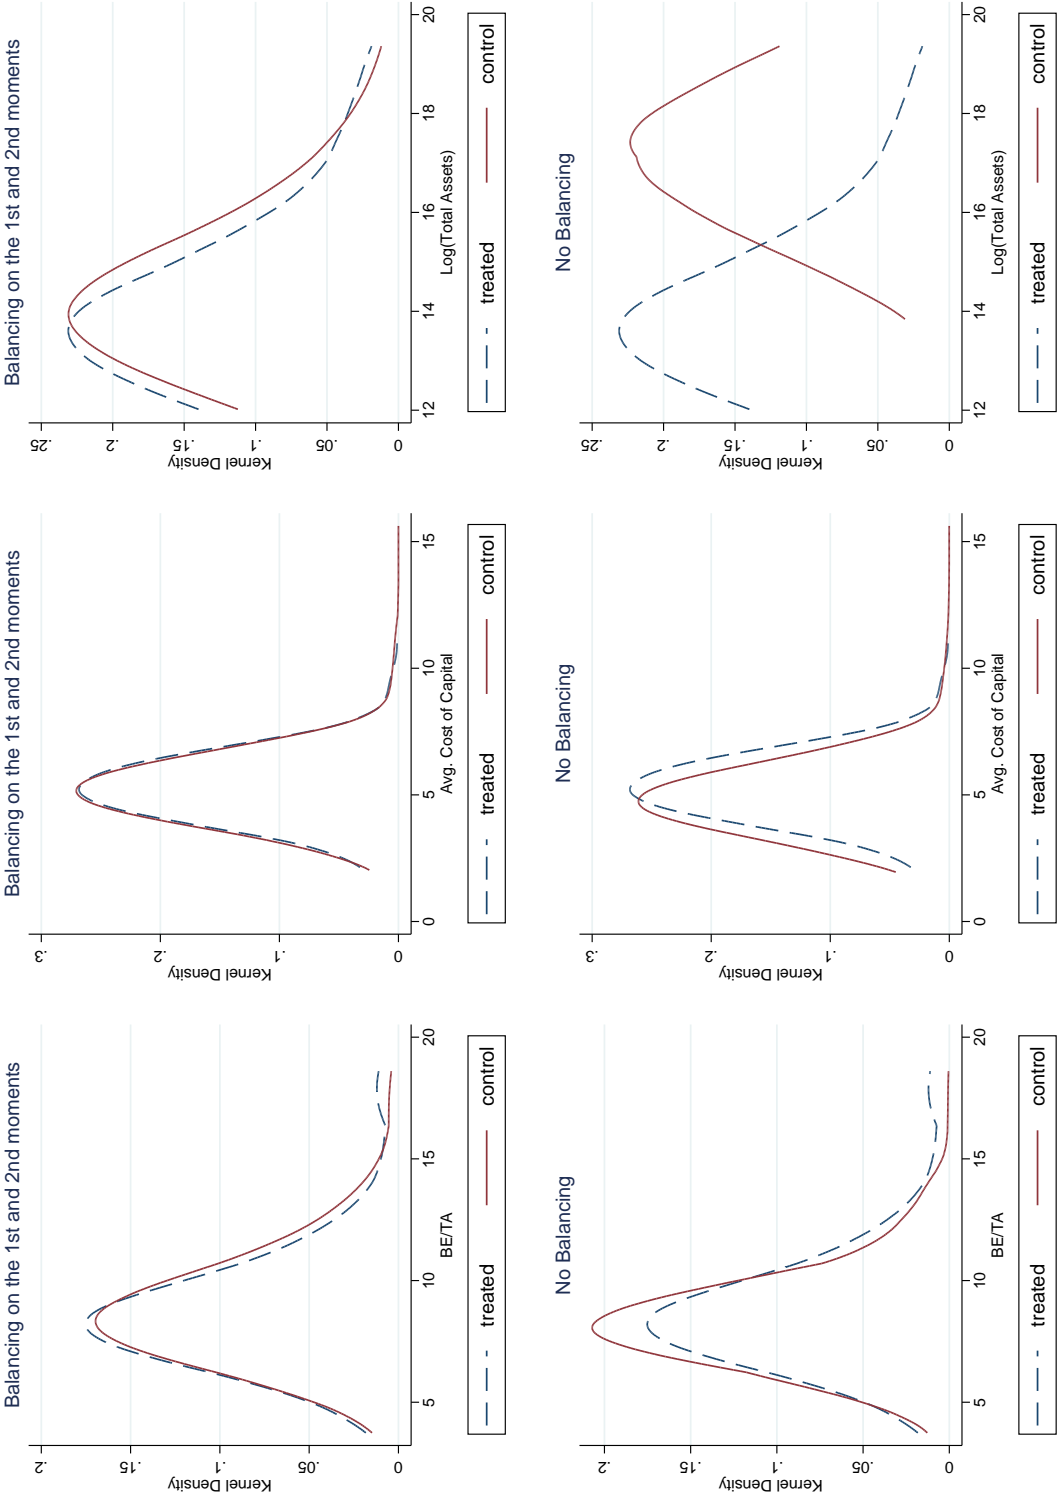 Balancing on the 1st and 2nd moments
Kernel Density
.2
.15
.1
.05
0
5 10 15 20
BE/TA
treated control
Balancing on the 1st and 2nd moments
Kernel Density
.3
.2
.1
0
0 5 10 15
Avg. Cost of Capital
treated control
Balancing on the 1st and 2nd moments
Kernel Density
.25
.2
.15
.1
.05
0
12 14 16 18 20
Log(Total Assets)
treated control
No Balancing
Kernel Density
.2
.15
.1
.05
0
5 10 15 20
BE/TA
treated control
No Balancing
Kernel Density
.3
.2
.1
0
0 5 10 15
Avg. Cost of Capital
treated control
No Balancing
Kernel Density
.25
.2
.15
.1
.05
0
12 14 16 18 20
Log(Total Assets)
treated control